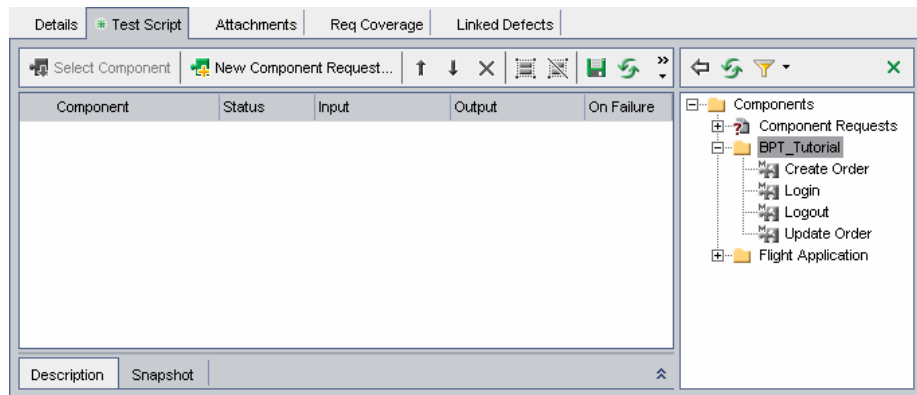 Details * Test Script Attachments Req Coverage Linked Defects
Select Component New Component Request...
Component Status Input Output On Failure
Components
Component Requests
BPT_Tutorial
Create Order
Login
Logout
Update Order
Flight Application
Description Snapshot